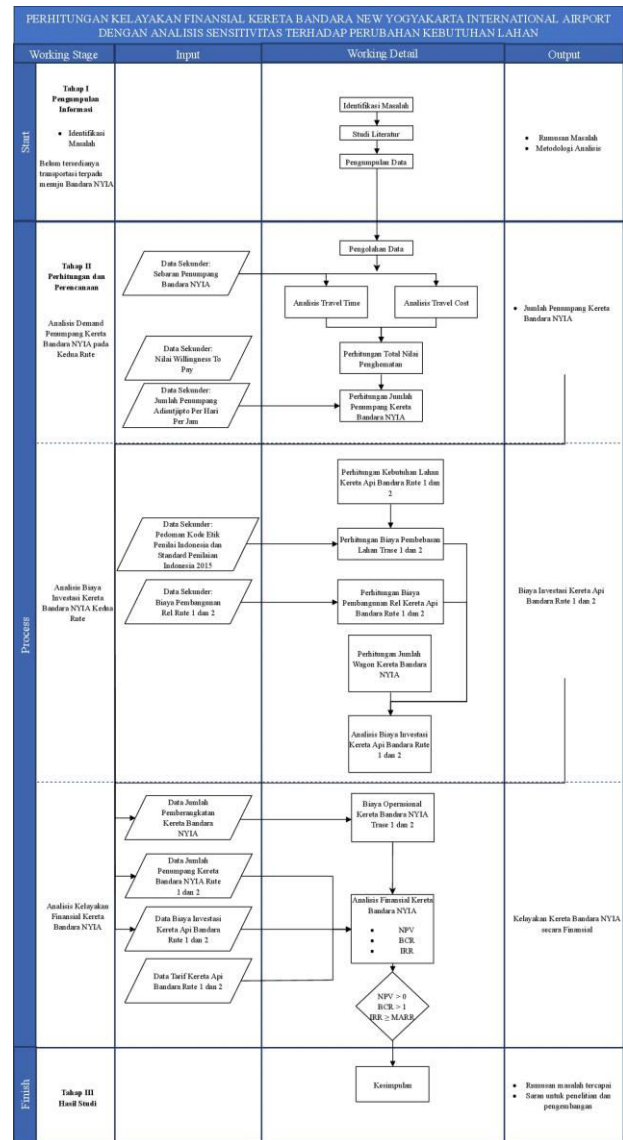 PERHITUNGAN KELAYAKAN FINANSIAL KERETA BANDARA NEW YOGYAKARTA INTERNATIONAL AIRPORT
DENGAN ANALISIS SENSITIVITAS TERHADAP PERUBAHAN KEBUTUHAN LAHAN
Working Stage
Input
Working Detail
Output
Start
Tahap I
Pengumpulan
Informasi
• Identifikasi
Masalah
Belum tersedianya
transportasi terpadu
menuju Bandara NYIA
Identifikasi Masalah
Studi Literatur
Pengumpulan Data
• Rumusan Masalah
• Metodologi Analisis
Process
Tahap II
Perhitungan dan
Perencanaan
Analisis Demand
Penumpang Kereta
Bandara NYIA pada
Kedua Rute
Data Sekunder:
Sebaran Penumpang
Bandara NYIA
Data Sekunder:
Nilai Willingness To
Pay
Data Sekunder:
Jumlah Penumpang
Adisutjipto Per Hari
Per Jam
Pengolahan Data
Analisis Travel Time
Analisis Travel Cost
Perhitungan Total Nilai
Penghematan
Perhitungan Jumlah
Penumpang Kereta
Bandara NYIA
• Jumlah Penumpang Kereta
Bandara NYIA
Analisis Biaya
Investasi Kereta
Bandara NYIA Kedua
Rute
Data Sekunder:
Pedoman Kode Etik
Penilai Indonesia dan
Standard Penilaian
Indonesia 2015
Data Sekunder:
Biaya Pembangunan
Rel Rute 1 dan 2
Perhitungan Kebutuhan Lahan
Kereta Api Bandara Rute 1 dan
2
Perhitungan Biaya Pembebasan
Lahan Trase 1 dan 2
Perhitungan Biaya
Pembangunan Rel Kereta Api
Bandara Rute 1 dan 2
Perhitungan Jumlah
Wagon Kereta Bandara
NYIA
Analisis Biaya Investasi
Kereta Api Bandara Rute
1 dan 2
Biaya Investasi Kereta Api
Bandara Rute 1 dan 2
Analisis Kelayakan
Finansial Kereta
Bandara NYIA
Data Jumlah
Pemberangkatan
Kereta Bandara
NYIA
Data Jumlah
Penumpang Kereta
Bandara NYIA Rute
1 dan 2
Data Biaya Investasi
Kereta Api Bandara
Rute 1 dan 2
Data Tarif Kereta Api
Bandara Rute 1 dan 2
Biaya Operasional
Kereta Bandara NYIA
Trase 1 dan 2
Analisis Finansial Kereta
Bandara NYIA
• NPV
• BCR
• IRR
NPV > 0
BCR > 1
IRR ≥ MARR
Kelayakan Kereta Bandara NYIA
secara Finansial
Finish
Tahap III
Hasil Studi
Kesimpulan
• Rumusan masalah tercapai
• Saran untuk penelitian dan
pengembangan